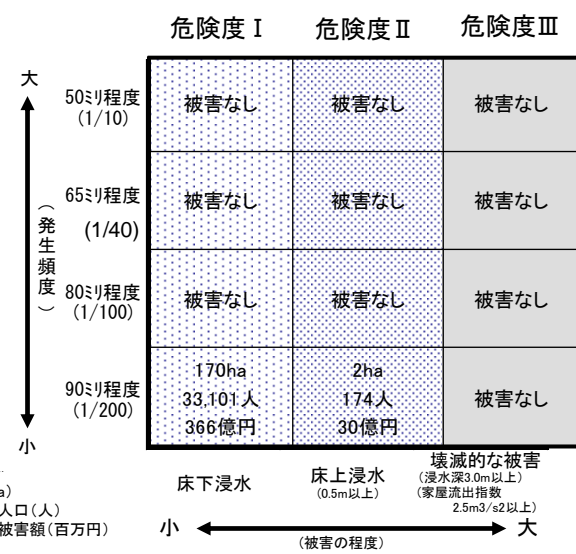 危険度Ⅰ 危険度Ⅱ 危険度Ⅲ
大
50ミリ程度
(1/10)
被害なし 被害なし 被害なし
65ミリ程度
(1/40)
被害なし 被害なし 被害なし
(発生頻度)
80ミリ程度
(1/100)
被害なし 被害なし 被害なし
90ミリ程度
(1/200)
170ha
33,101人
366億円
2ha
174人
30億円
被害なし
小
a)
人口(人)
被害額(百万円)
床下浸水
床上浸水
(0.5m以上)
壊滅的な被害
(浸水深3.0m以上)
(家屋流出指数
2.5m3/s2以上)
小 大
(被害の程度)